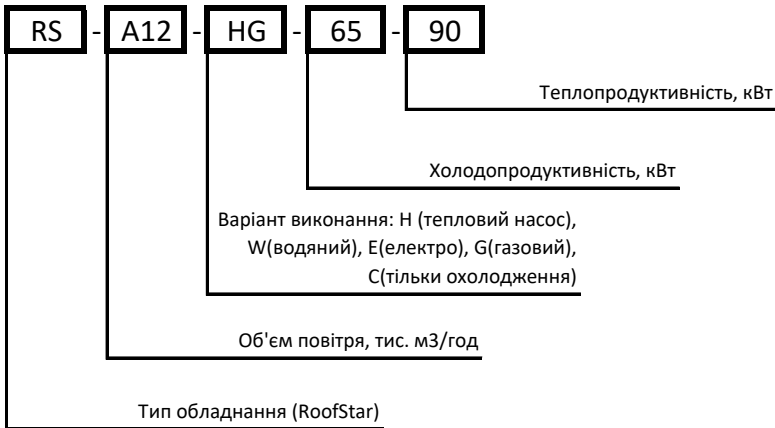 RS - A12 - HG - 65 - 90
Теплопродуктивність, кВт
Холодопродуктивність, кВт
Варіант виконання: H (тепловий насос),
W(водяний), E(електро), G(газовий),
C(тільки охолодження)
Об'єм повітря, тис. м3/год
Тип обладнання (RoofStar)